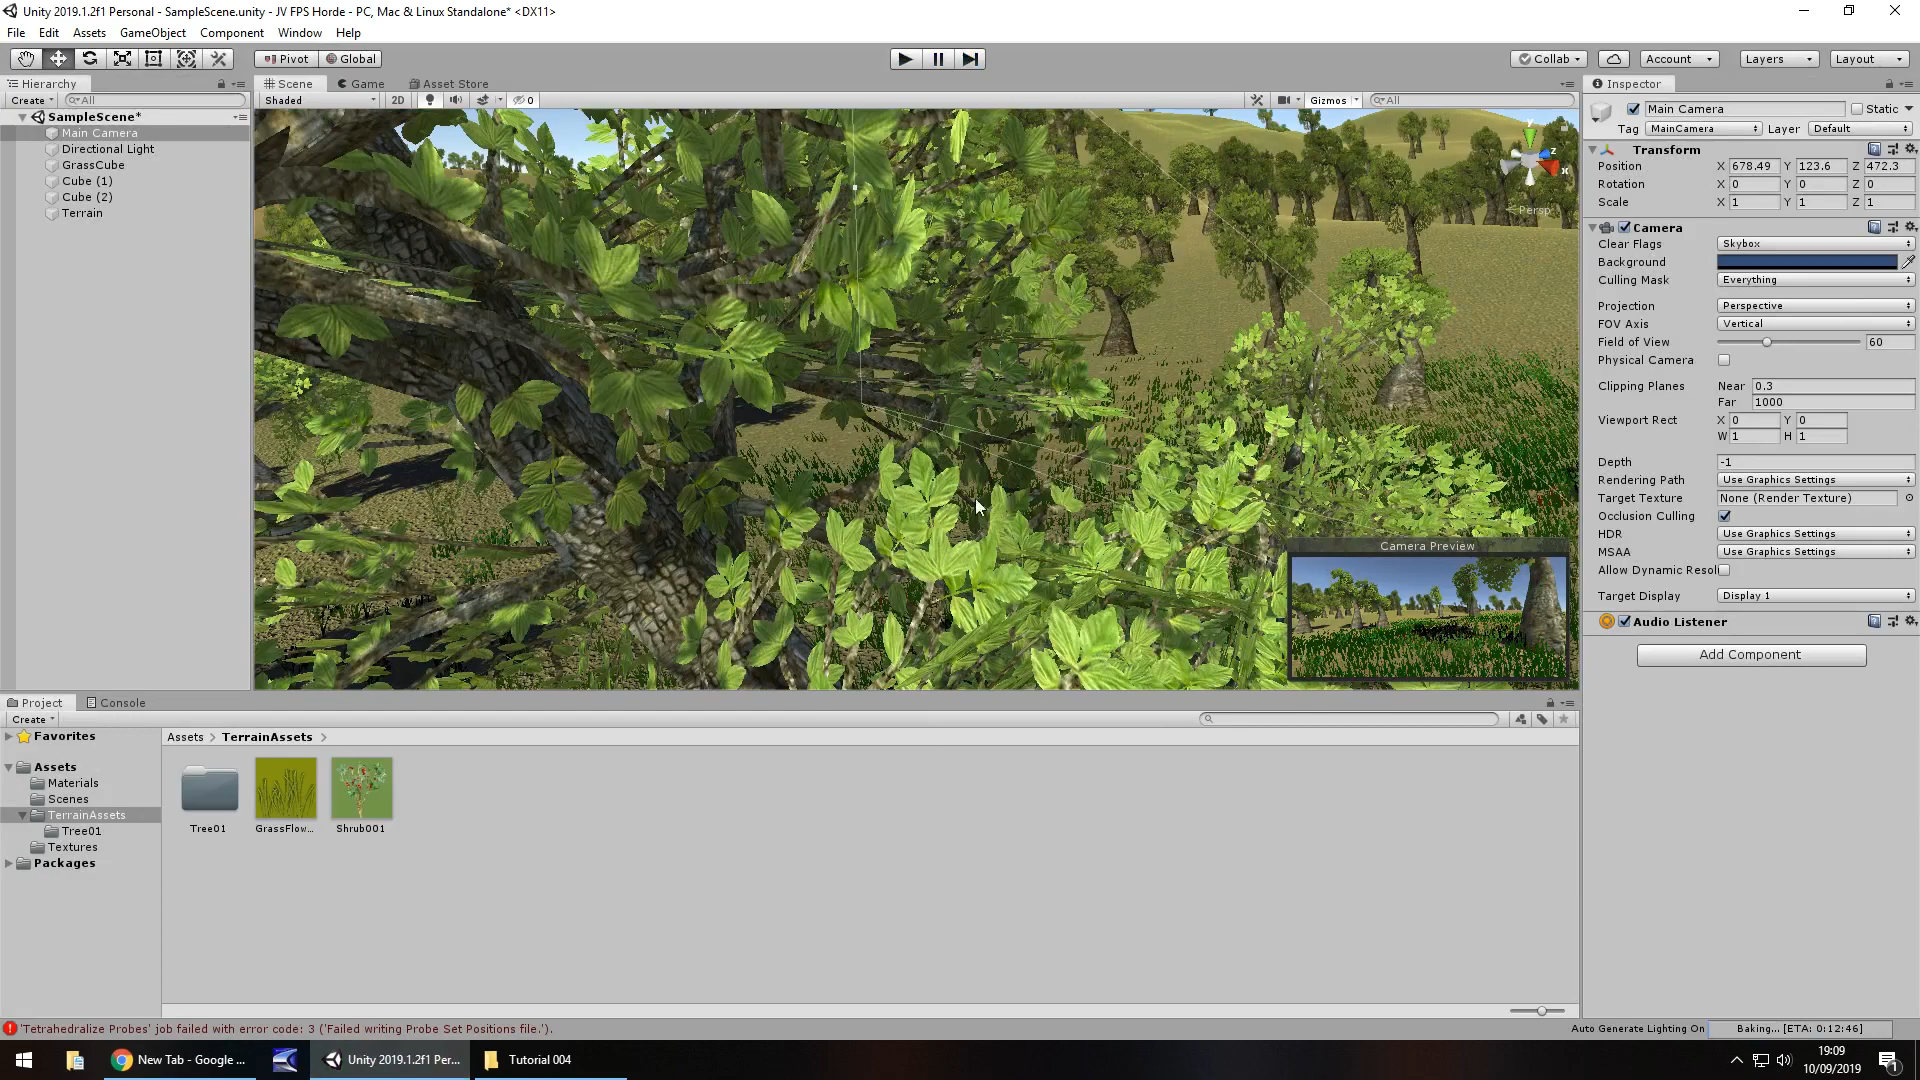 Unity 2019.1.2f1 Personal - SampleScene.unity - JV FPS Horde - PC, Mac & Linux Standalone* <DX11>
File Edit Assets GameObject Component Window Help
Pivot Global Collab Account Layers Layout
Hierarchy
Create All
SampleScene*
Main Camera
Directional Light
GrassCube
Cube (1)
Cube (2)
Terrain
Scene Game Asset Store
Shaded 2D 0 Gizmos All
y
z
x
Persp
Camera Preview
Inspector
Main Camera Static
Tag MainCamera Layer Default
Transform
Position X 678.49 Y 123.6 Z 472.3
Rotation X 0 Y 0 Z 0
Scale X 1 Y 1 Z 1
Camera
Clear Flags Skybox
Background
Culling Mask Everything
Projection Perspective
FOV Axis Vertical
Field of View 60
Physical Camera
Clipping Planes Near 0.3
Far 1000
Viewport Rect X 0 Y 0
W 1 H 1
Depth -1
Rendering Path Use Graphics Settings
Target Texture None (Render Texture)
Occlusion Culling
HDR Use Graphics Settings
MSAA Use Graphics Settings
Allow Dynamic Resol
Target Display Display 1
Audio Listener
Add Component
Project Console
Create
Favorites
Assets
Materials
Scenes
TerrainAssets
Tree01
Textures
Packages
Assets > TerrainAssets >
Tree01 GrassFlow... Shrub001
'Tetrahedralize Probes' job failed with error code: 3 ('Failed writing Probe Set Positions file.').
Auto Generate Lighting On Baking... [ETA: 0:12:46]
New Tab - Google ... Unity 2019.1.2f1 Per... Tutorial 004
19:09
10/09/2019
1